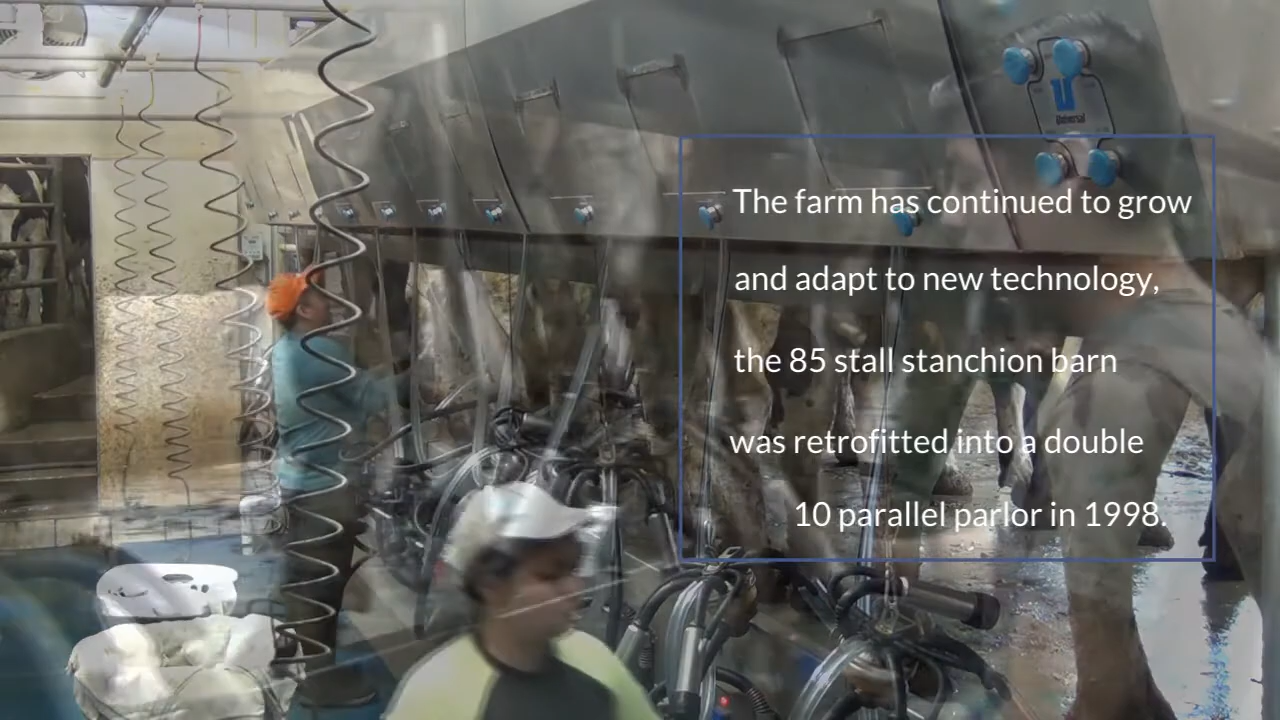 Universal
The farm has continued to grow
and adapt to new technology,
the 85 stall stanchion barn
was retrofitted into a double
10 parallel parlor in 1998.